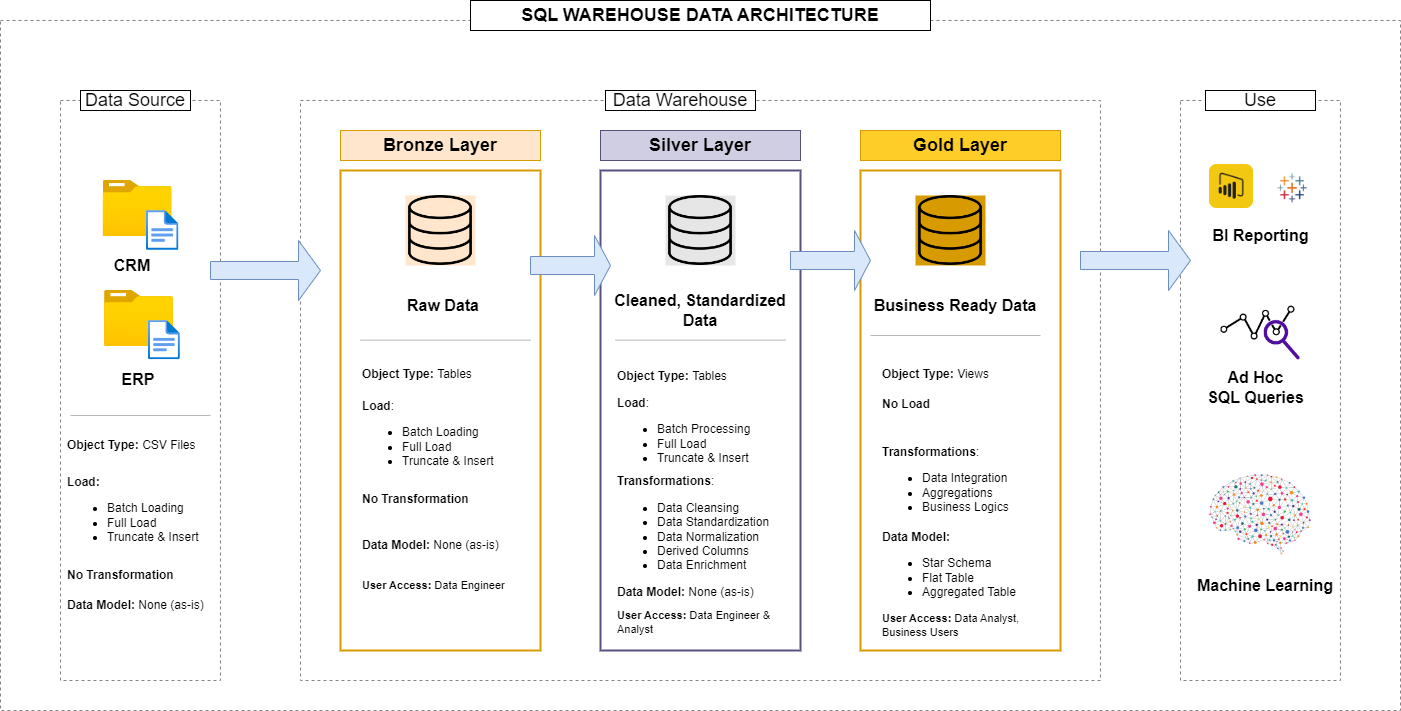 SQL WAREHOUSE DATA ARCHITECTURE
Data Source
CRM
ERP
Object Type: CSV Files
Load:
Batch Loading
Full Load
Truncate & Insert
No Transformation
Data Model: None (as-is)
Data Warehouse
Bronze Layer
Raw Data
Object Type: Tables
Load:
Batch Loading
Full Load
Truncate & Insert
No Transformation
Data Model: None (as-is)
User Access: Data Engineer
Silver Layer
Cleaned, Standardized
Data
Object Type: Tables
Load:
Batch Processing
Full Load
Truncate & Insert
Transformations:
Data Cleansing
Data Standardization
Data Normalization
Derived Columns
Data Enrichment
Data Model: None (as-is)
User Access: Data Engineer &
Analyst
Gold Layer
Business Ready Data
Object Type: Views
No Load
Transformations:
Data Integration
Aggregations
Business Logics
Data Model:
Star Schema
Flat Table
Aggregated Table
User Access: Data Analyst,
Business Users
Use
BI Reporting
Ad Hoc
SQL Queries
Machine Learning